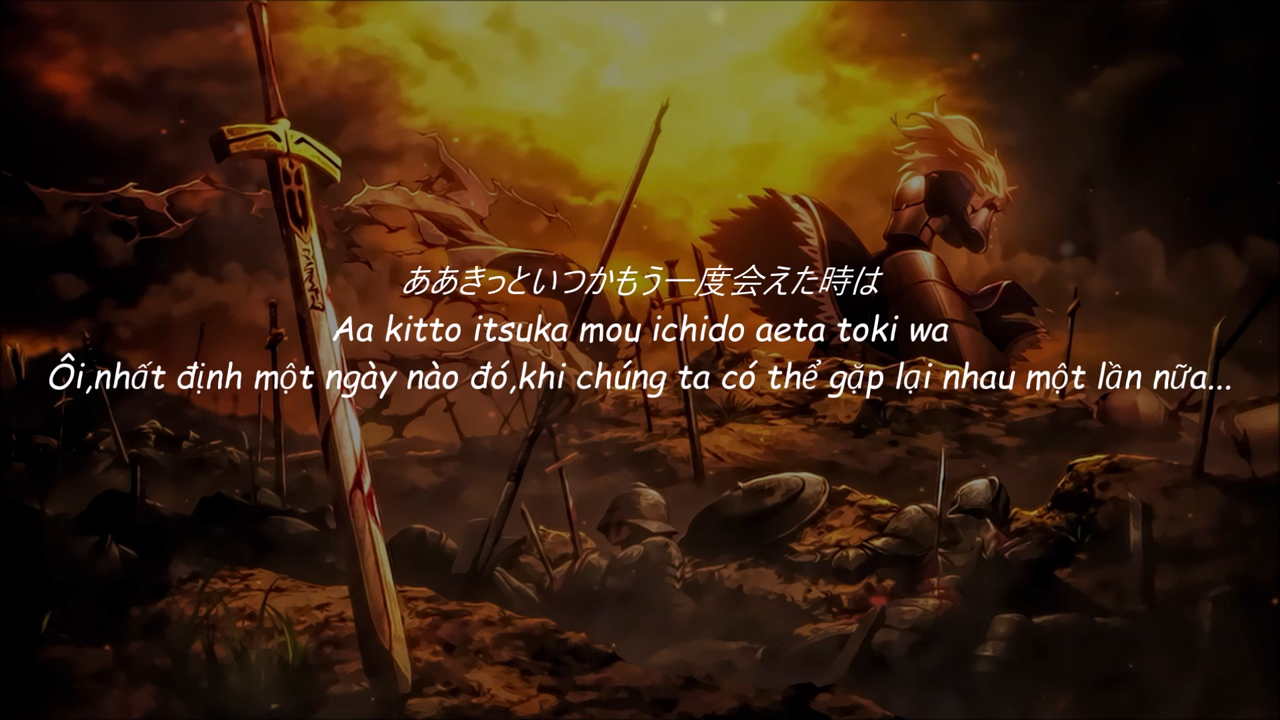 ああきっといつかもう一度会えた時は
Aa kitto itsuka mou ichido aeta toki wa
Ôi,nhất định một ngày nào đó,khi chúng ta có thể gặp lại nhau một lần nữa...